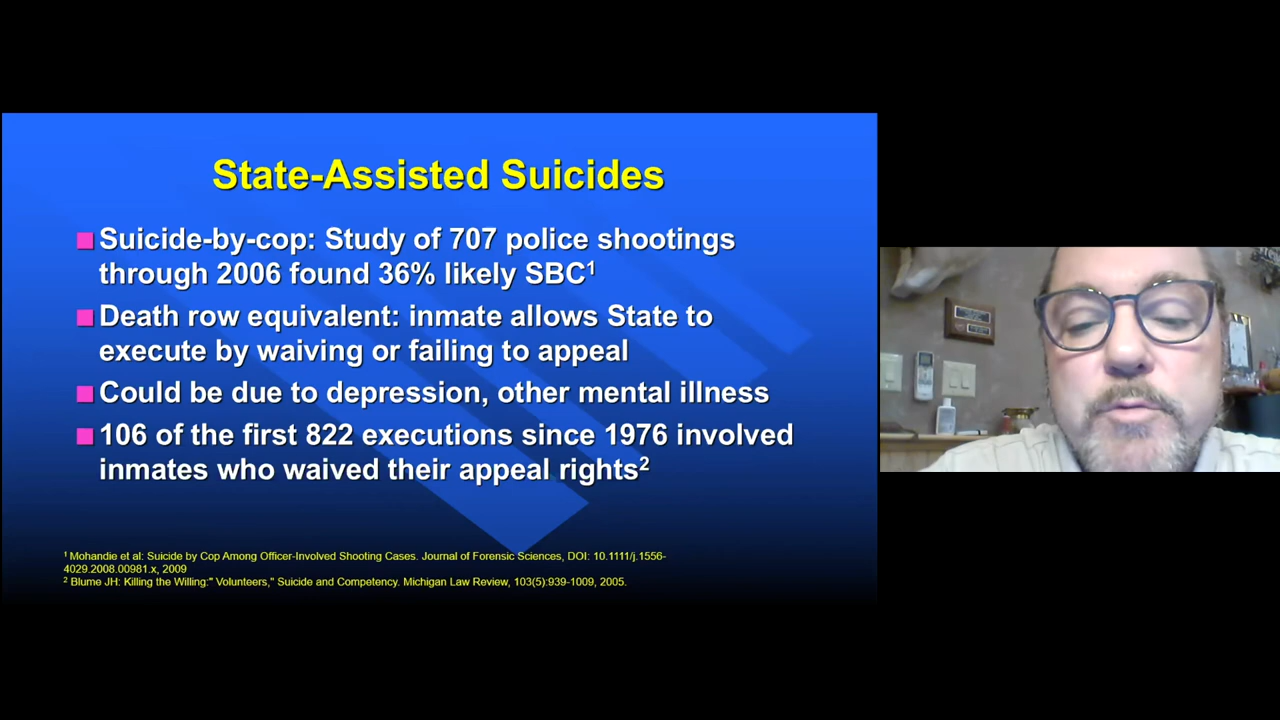 State-Assisted Suicides
Suicide-by-cop: Study of 707 police shootings
through 2006 found 36% likely SBC¹
Death row equivalent: inmate allows State to
execute by waiving or failing to appeal
Could be due to depression, other mental illness
106 of the first 822 executions since 1976 involved
inmates who waived their appeal rights²
¹ Mohandie et al: Suicide by Cop Among Officer-Involved Shooting Cases. Journal of Forensic Sciences, DOI: 10.1111/j.1556-
4029.2008.00981.x, 2009
² Blume JH: Killing the Willing:" Volunteers," Suicide and Competency. Michigan Law Review, 103(5):939-1009, 2005.